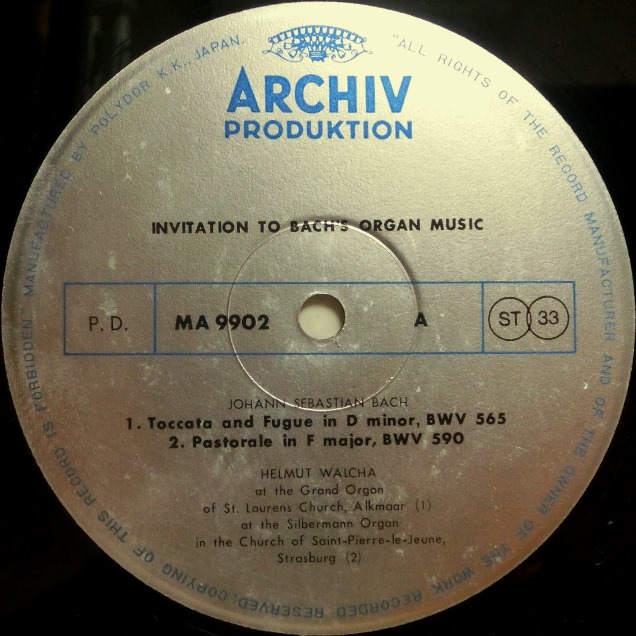 MANUFACTURED BY POLYDOR K.K., JAPAN.
"ALL RIGHTS OF THE RECORD MANUFACTURER AND OF THE OWNER OF THE WORK RECORDED RESERVED. COPYING OF THIS RECORD IS FORBIDDEN
ARCHIV
PRODUKTION
INVITATION TO BACH'S ORGAN MUSIC
P. D. MA 9902 A ST 33
JOHANN SEBASTIAN BACH
1. Toccata and Fugue in D minor, BWV 565
2. Pastorale in F major, BWV 590
HELMUT WALCHA
at the Grand Organ
of St. Laurens Church, Alkmaar (1)
at the Silbermann Organ
in the Church of Saint-Pierre-le-Jeune,
Strasburg (2)